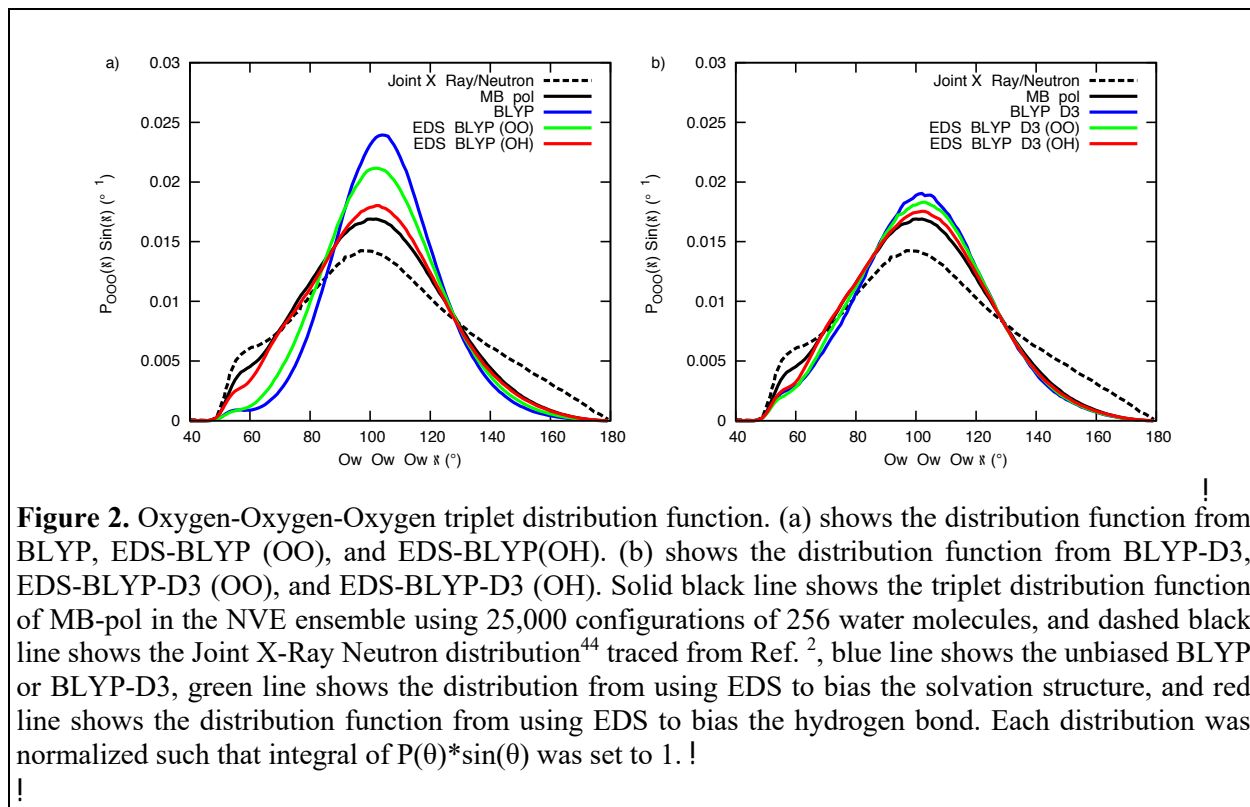 a)
0.03
0.025
0.02
0.015
0.01
0.005
0
40 60 80 100 120 140 160 180
P OOO(ϰ) Sin(ϰ) (° 1)
Ow Ow Ow ϰ (°)
Joint X Ray/Neutron
MB pol
BLYP
EDS BLYP (OO)
EDS BLYP (OH)
b)
0.03
0.025
0.02
0.015
0.01
0.005
0
40 60 80 100 120 140 160 180
P OOO(ϰ) Sin(ϰ) (° 1)
Ow Ow Ow ϰ (°)
Joint X Ray/Neutron
MB pol
BLYP D3
EDS BLYP D3 (OO)
EDS BLYP D3 (OH)
!
Figure 2. Oxygen-Oxygen-Oxygen triplet distribution function. (a) shows the distribution function from
BLYP, EDS-BLYP (OO), and EDS-BLYP(OH). (b) shows the distribution function from BLYP-D3,
EDS-BLYP-D3 (OO), and EDS-BLYP-D3 (OH). Solid black line shows the triplet distribution function
of MB-pol in the NVE ensemble using 25,000 configurations of 256 water molecules, and dashed black
line shows the Joint X-Ray Neutron distribution44 traced from Ref. 2, blue line shows the unbiased BLYP
or BLYP-D3, green line shows the distribution from using EDS to bias the solvation structure, and red
line shows the distribution function from using EDS to bias the hydrogen bond. Each distribution was
normalized such that integral of P(θ)*sin(θ) was set to 1. !
!